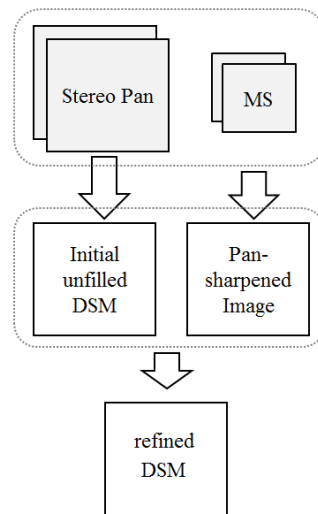 Stereo Pan
MS
Initial
unfilled
DSM
Pan-
sharpened
Image
refined
DSM